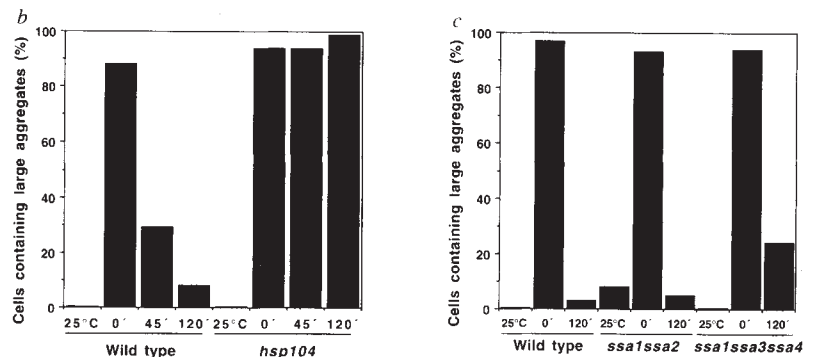 b
Cells containing large aggregates (%)
100
80
60
40
20
0
25°C 0´ 45´ 120´ 25°C 0´ 45´ 120´
Wild type hsp104
c
Cells containing large aggregates (%)
100
80
60
40
20
0
25°C 0´ 120´ 25°C 0´ 120´ 25°C 0´ 120´
Wild type ssa1ssa2 ssa1ssa3ssa4